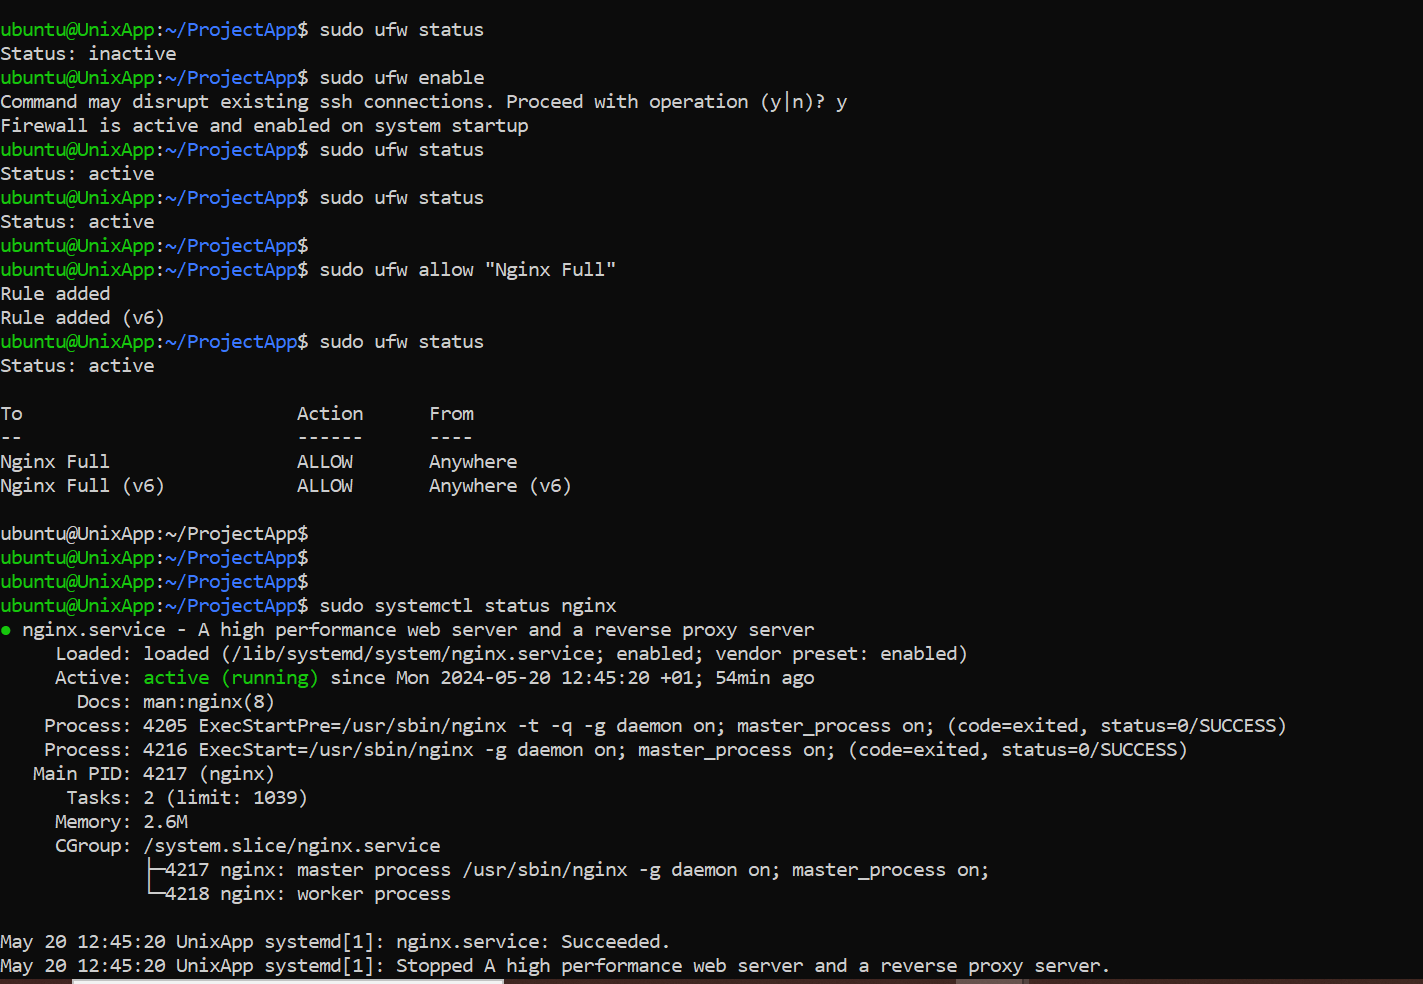 ubuntu@UnixApp:~/ProjectApp$ sudo ufw status
Status: inactive
ubuntu@UnixApp:~/ProjectApp$ sudo ufw enable
Command may disrupt existing ssh connections. Proceed with operation (y|n)? y
Firewall is active and enabled on system startup
ubuntu@UnixApp:~/ProjectApp$ sudo ufw status
Status: active
ubuntu@UnixApp:~/ProjectApp$ sudo ufw status
Status: active
ubuntu@UnixApp:~/ProjectApp$
ubuntu@UnixApp:~/ProjectApp$ sudo ufw allow "Nginx Full"
Rule added
Rule added (v6)
ubuntu@UnixApp:~/ProjectApp$ sudo ufw status
Status: active

To                         Action      From
--                         ------      ----
Nginx Full                 ALLOW       Anywhere
Nginx Full (v6)            ALLOW       Anywhere (v6)

ubuntu@UnixApp:~/ProjectApp$
ubuntu@UnixApp:~/ProjectApp$
ubuntu@UnixApp:~/ProjectApp$
ubuntu@UnixApp:~/ProjectApp$ sudo systemctl status nginx
● nginx.service - A high performance web server and a reverse proxy server
     Loaded: loaded (/lib/systemd/system/nginx.service; enabled; vendor preset: enabled)
     Active: active (running) since Mon 2024-05-20 12:45:20 +01; 54min ago
       Docs: man:nginx(8)
    Process: 4205 ExecStartPre=/usr/sbin/nginx -t -q -g daemon on; master_process on; (code=exited, status=0/SUCCESS)
    Process: 4216 ExecStart=/usr/sbin/nginx -g daemon on; master_process on; (code=exited, status=0/SUCCESS)
   Main PID: 4217 (nginx)
      Tasks: 2 (limit: 1039)
     Memory: 2.6M
     CGroup: /system.slice/nginx.service
             ├─4217 nginx: master process /usr/sbin/nginx -g daemon on; master_process on;
             └─4218 nginx: worker process

May 20 12:45:20 UnixApp systemd[1]: nginx.service: Succeeded.
May 20 12:45:20 UnixApp systemd[1]: Stopped A high performance web server and a reverse proxy server.